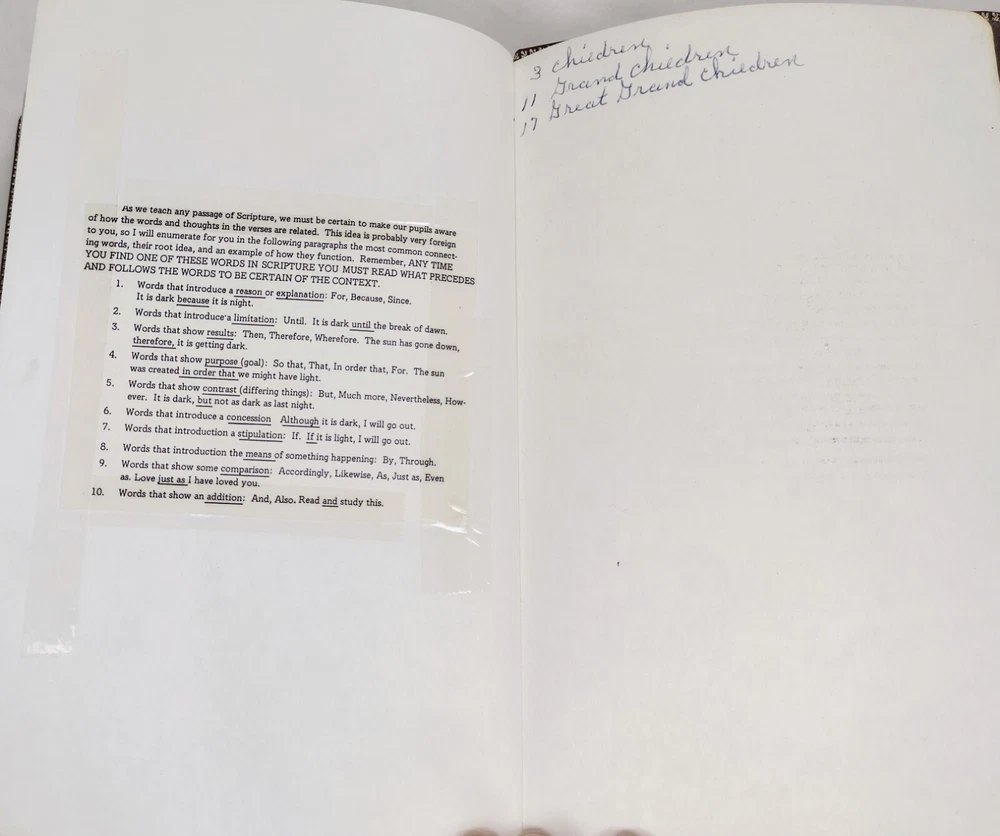 As we teach any passage of Scripture, we must be certain to make our pupils aware
of how the words and thoughts in the verses are related. This idea is probably very foreign
to you, so I will enumerate for you in the following paragraphs the most common connect-
ing words, their root idea, and an example of how they function. Remember, ANY TIME
YOU FIND ONE OF THESE WORDS IN SCRIPTURE YOU MUST READ WHAT PRECEDES
AND FOLLOWS THE WORDS TO BE CERTAIN OF THE CONTEXT.
1. Words that introduce a reason or explanation: For, Because, Since.
It is dark because it is night.
2. Words that introduce a limitation: Until. It is dark until the break of dawn.
3. Words that show results: Then, Therefore, Wherefore. The sun has gone down,
therefore, it is getting dark.
4. Words that show purpose (goal): So that, That, In order that, For. The sun
was created in order that we might have light.
5. Words that show contrast (differing things): But, Much more, Nevertheless, How-
ever. It is dark, but not as dark as last night.
6. Words that introduce a concession Although it is dark, I will go out.
7. Words that introduction a stipulation: If. If it is light, I will go out.
8. Words that introduction the means of something happening: By, Through.
9. Words that show some comparison: Accordingly, Likewise, As, Just as, Even
as. Love just as I have loved you.
10. Words that show an addition: And, Also. Read and study this.
3 children
11 Grand Children
17 Great Grand Children